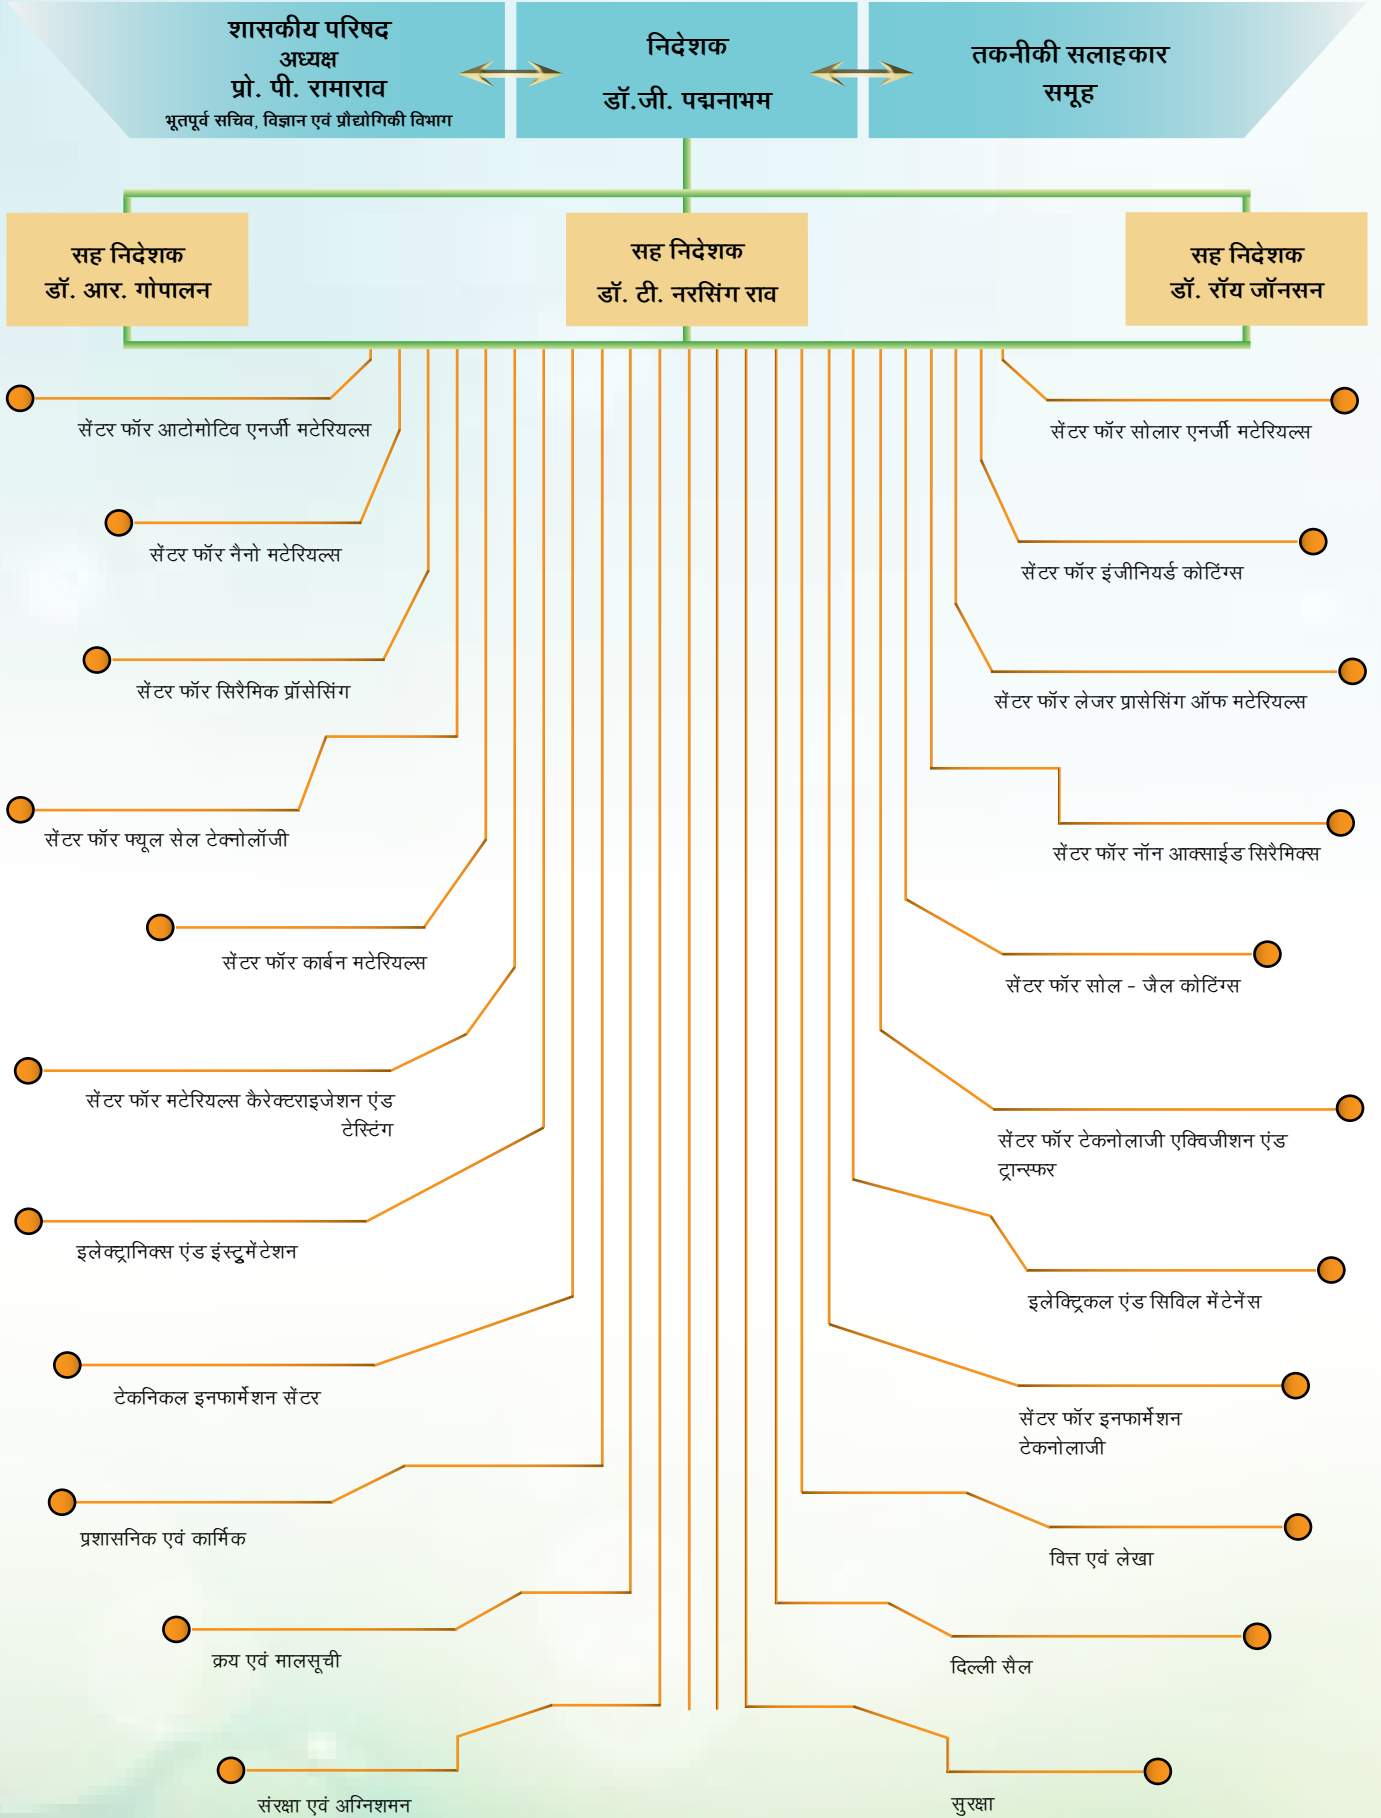 शासकीय परिषद
अध्यक्ष
प्रो. पी. रामाराव
भूतपूर्व सचिव, विज्ञान एवं प्रौद्योगिकी विभाग
निदेशक
डॉ.जी. पद्मनाभम
तकनीकी सलाहकार
समूह
सह निदेशक
डॉ. आर. गोपालन
सह निदेशक
डॉ. टी. नरसिंग राव
सह निदेशक
डॉ. रॉय जॉनसन
सेंटर फॉर आटोमोटिव एनर्जी मटेरियल्स
सेंटर फॉर नैनो मटेरियल्स
सेंटर फॉर सिरैमिक प्रॉसेसिंग
सेंटर फॉर फ्यूल सेल टेक्नोलॉजी
सेंटर फॉर कार्बन मटेरियल्स
सेंटर फॉर मटेरियल्स कैरेक्टराइजेशन एंड
टेस्टिंग
इलेक्ट्रानिक्स एंड इंस्ट्रुमेंटेशन
टेकनिकल इनफार्मेशन सेंटर
प्रशासनिक एवं कार्मिक
क्रय एवं मालसूची
संरक्षा एवं अग्निशमन
सेंटर फॉर सोलार एनर्जी मटेरियल्स
सेंटर फॉर इंजीनियर्ड कोटिंग्स
सेंटर फॉर लेजर प्रासेसिंग ऑफ मटेरियल्स
सेंटर फॉर नॉन आक्साईड सिरैमिक्स
सेंटर फॉर सोल - जैल कोटिंग्स
सेंटर फॉर टेकनोलाजी एक्विजीशन एंड
ट्रान्स्फर
इलेक्ट्रिकल एंड सिविल मेंटेनेंस
सेंटर फॉर इनफार्मेशन
टेकनोलाजी
वित्त एवं लेखा
दिल्ली सैल
सुरक्षा